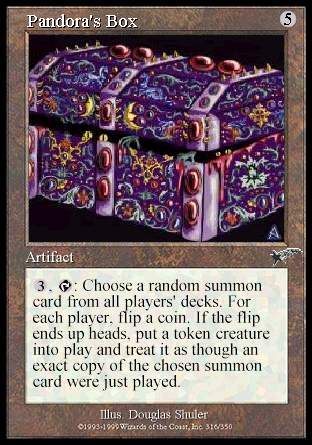 Pandora's Box 5
Artifact
3 , : Choose a random summon
card from all players' decks. For
each player, flip a coin. If the flip
ends up heads, put a token creature
into play and treat it as though an
exact copy of the chosen summon
card were just played.
Illus. Douglas Shuler
©1993-1999 Wizards of the Coast, Inc. 316/350